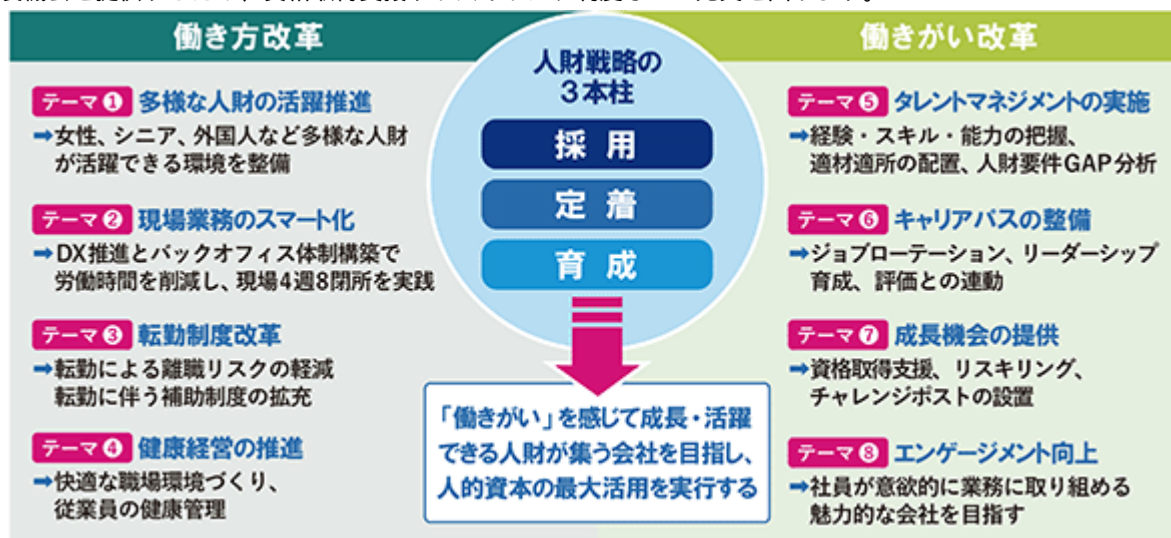 働き方改革
テーマ❶ 多様な人財の活躍推進
➡女性、シニア、外国人など多様な人財
が活躍できる環境を整備
テーマ❷ 現場業務のスマート化
➡DX推進とバックオフィス体制構築で
労働時間を削減し、現場4週8閉所を実践
テーマ❸ 転勤制度改革
➡転勤による離職リスクの軽減
転勤に伴う補助制度の拡充
テーマ❹ 健康経営の推進
➡快適な職場環境づくり、
従業員の健康管理
人財戦略の
3本柱
採用
定着
育成
「働きがい」を感じて成長・活躍
できる人財が集う会社を目指し、
人的資本の最大活用を実行する
働きがい改革
テーマ❺ タレントマネジメントの実施
➡経験・スキル・能力の把握、
適材適所の配置、人財要件GAP分析
テーマ❻ キャリアパスの整備
➡ジョブローテーション、リーダーシップ
育成、評価との連動
テーマ❼ 成長機会の提供
➡資格取得支援、リスキリング、
チャレンジポストの設置
テーマ❽ エンゲージメント向上
➡社員が意欲的に業務に取り組める
魅力的な会社を目指す